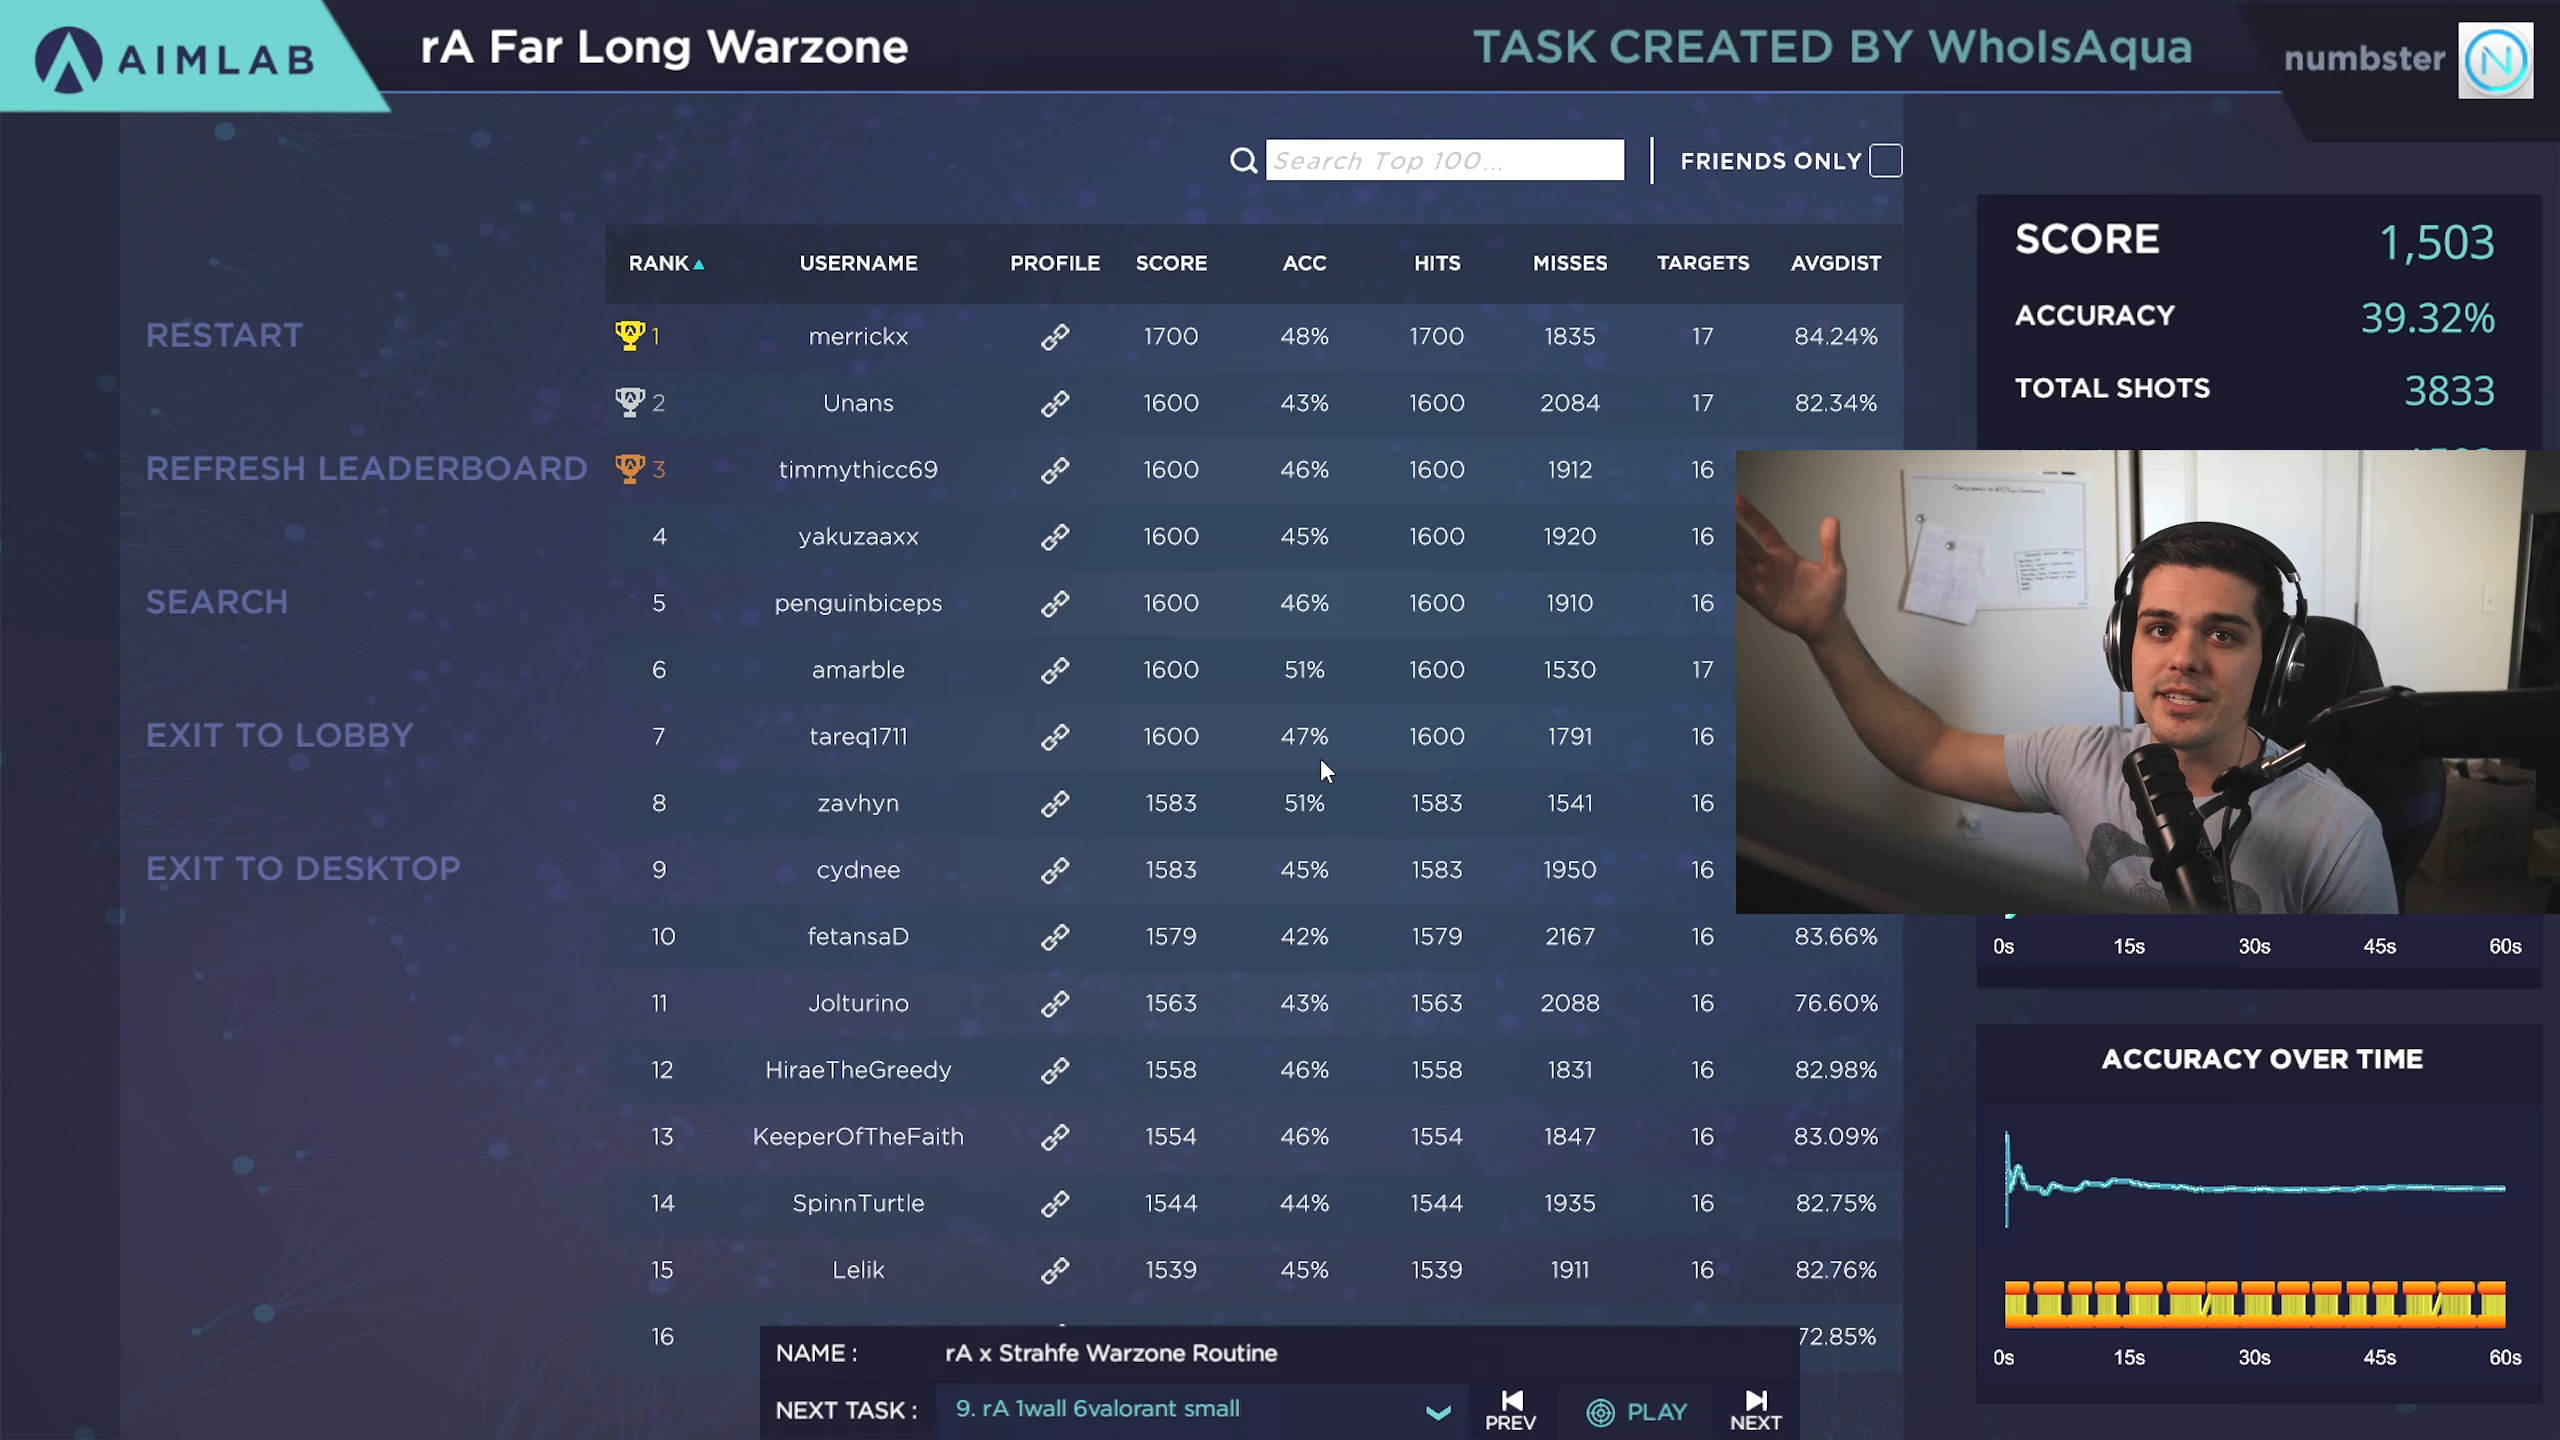 AIMLAB
rA Far Long Warzone
TASK CREATED BY WhoIsAqua
numbster
Search Top 100...
FRIENDS ONLY
RESTART
REFRESH LEADERBOARD
SEARCH
EXIT TO LOBBY
EXIT TO DESKTOP
RANK USERNAME PROFILE SCORE ACC HITS MISSES TARGETS AVGDIST
1 merrickx 1700 48% 1700 1835 17 84.24%
2 Unans 1600 43% 1600 2084 17 82.34%
3 timmythicc69 1600 46% 1600 1912 16
4 yakuzaaxx 1600 45% 1600 1920 16
5 penguinbiceps 1600 46% 1600 1910 16
6 amarble 1600 51% 1600 1530 17
7 tareq1711 1600 47% 1600 1791 16
8 zavhyn 1583 51% 1583 1541 16
9 cydnee 1583 45% 1583 1950 16
10 fetansaD 1579 42% 1579 2167 16 83.66%
11 Jolturino 1563 43% 1563 2088 16 76.60%
12 HiraeTheGreedy 1558 46% 1558 1831 16 82.98%
13 KeeperOfTheFaith 1554 46% 1554 1847 16 83.09%
14 SpinnTurtle 1544 44% 1544 1935 16 82.75%
15 Lelik 1539 45% 1539 1911 16 82.76%
16 72.85%
NAME : rA x Strahfe Warzone Routine
NEXT TASK : 9. rA 1wall 6valorant small
PREV
PLAY
NEXT
SCORE 1,503
ACCURACY 39.32%
TOTAL SHOTS 3833
0s 15s 30s 45s 60s
ACCURACY OVER TIME
0s 15s 30s 45s 60s